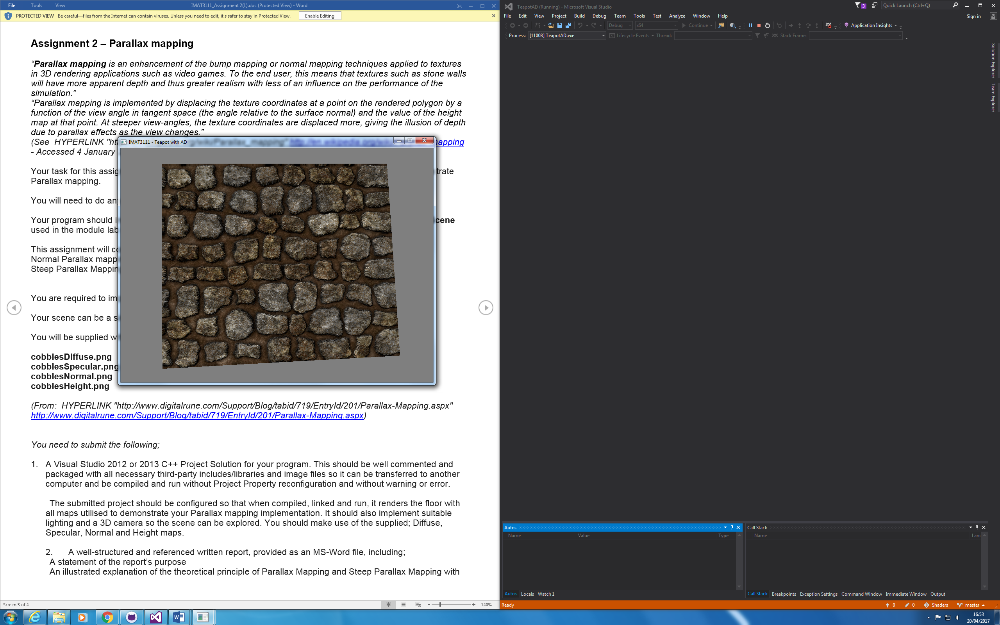 File Tools View IMAT3111_Assignment 2(1).doc (Protected View) - Word
PROTECTED VIEW Be careful—files from the Internet can contain viruses. Unless you need to edit, it's safer to stay in Protected View. Enable Editing
Assignment 2 – Parallax mapping
“Parallax mapping is an enhancement of the bump mapping or normal mapping techniques applied to textures
in 3D rendering applications such as video games. To the end user, this means that textures such as stone walls
will have more apparent depth and thus greater realism with less of an influence on the performance of the
simulation.”
“Parallax mapping is implemented by displacing the texture coordinates at a point on the rendered polygon by a
function of the view angle in tangent space (the angle relative to the surface normal) and the value of the height
map at that point. At steeper view-angles, the texture coordinates are displaced more, giving the illusion of depth
due to parallax effects as the view changes.”
(See HYPERLINK "ht
apping
- Accessed 4 January
Your task for this assig
trate
Parallax mapping.
You will need to do an
Your program should i
cene
used in the module lab
This assignment will c
Normal Parallax mapp
Steep Parallax Mappin
You are required to im
Your scene can be a s
You will be supplied w
cobblesDiffuse.png
cobblesSpecular.png
cobblesNormal.png
cobblesHeight.png
IMAT3111 - Teapot with AD
(From: HYPERLINK "http://www.digitalrune.com/Support/Blog/tabid/719/EntryId/201/Parallax-Mapping.aspx"
http://www.digitalrune.com/Support/Blog/tabid/719/EntryId/201/Parallax-Mapping.aspx)
You need to submit the following;
1. A Visual Studio 2012 or 2013 C++ Project Solution for your program. This should be well commented and
packaged with all necessary third-party includes/libraries and image files so it can be transferred to another
computer and be compiled and run without Project Property reconfiguration and without warning or error.
The submitted project should be configured so that when compiled, linked and run, it renders the floor with
all maps utilised to demonstrate your Parallax mapping implementation. It should also implement suitable
lighting and a 3D camera so the scene can be explored. You should make use of the supplied; Diffuse,
Specular, Normal and Height maps.
2. A well-structured and referenced written report, provided as an MS-Word file, including;
A statement of the report’s purpose
An illustrated explanation of the theoretical principle of Parallax Mapping and Steep Parallax Mapping with
Screen 3 of 4
140%
TeapotAD (Running) - Microsoft Visual Studio
3
Quick Launch (Ctrl+Q)
File Edit View Project Build Debug Team Tools Test Analyze Window Help
Sign in
Debug x64 Continue Application Insights
Process: [11008] TeapotAD.exe Lifecycle Events Thread: Stack Frame:
Solution Explorer
Team Explorer
Autos
Name Value Type
Call Stack
Name Lang
Autos Locals Watch 1
Call Stack Breakpoints Exception Settings Command Window Immediate Window Output
Ready
0 0 Shaders master
16:53
20/04/2017